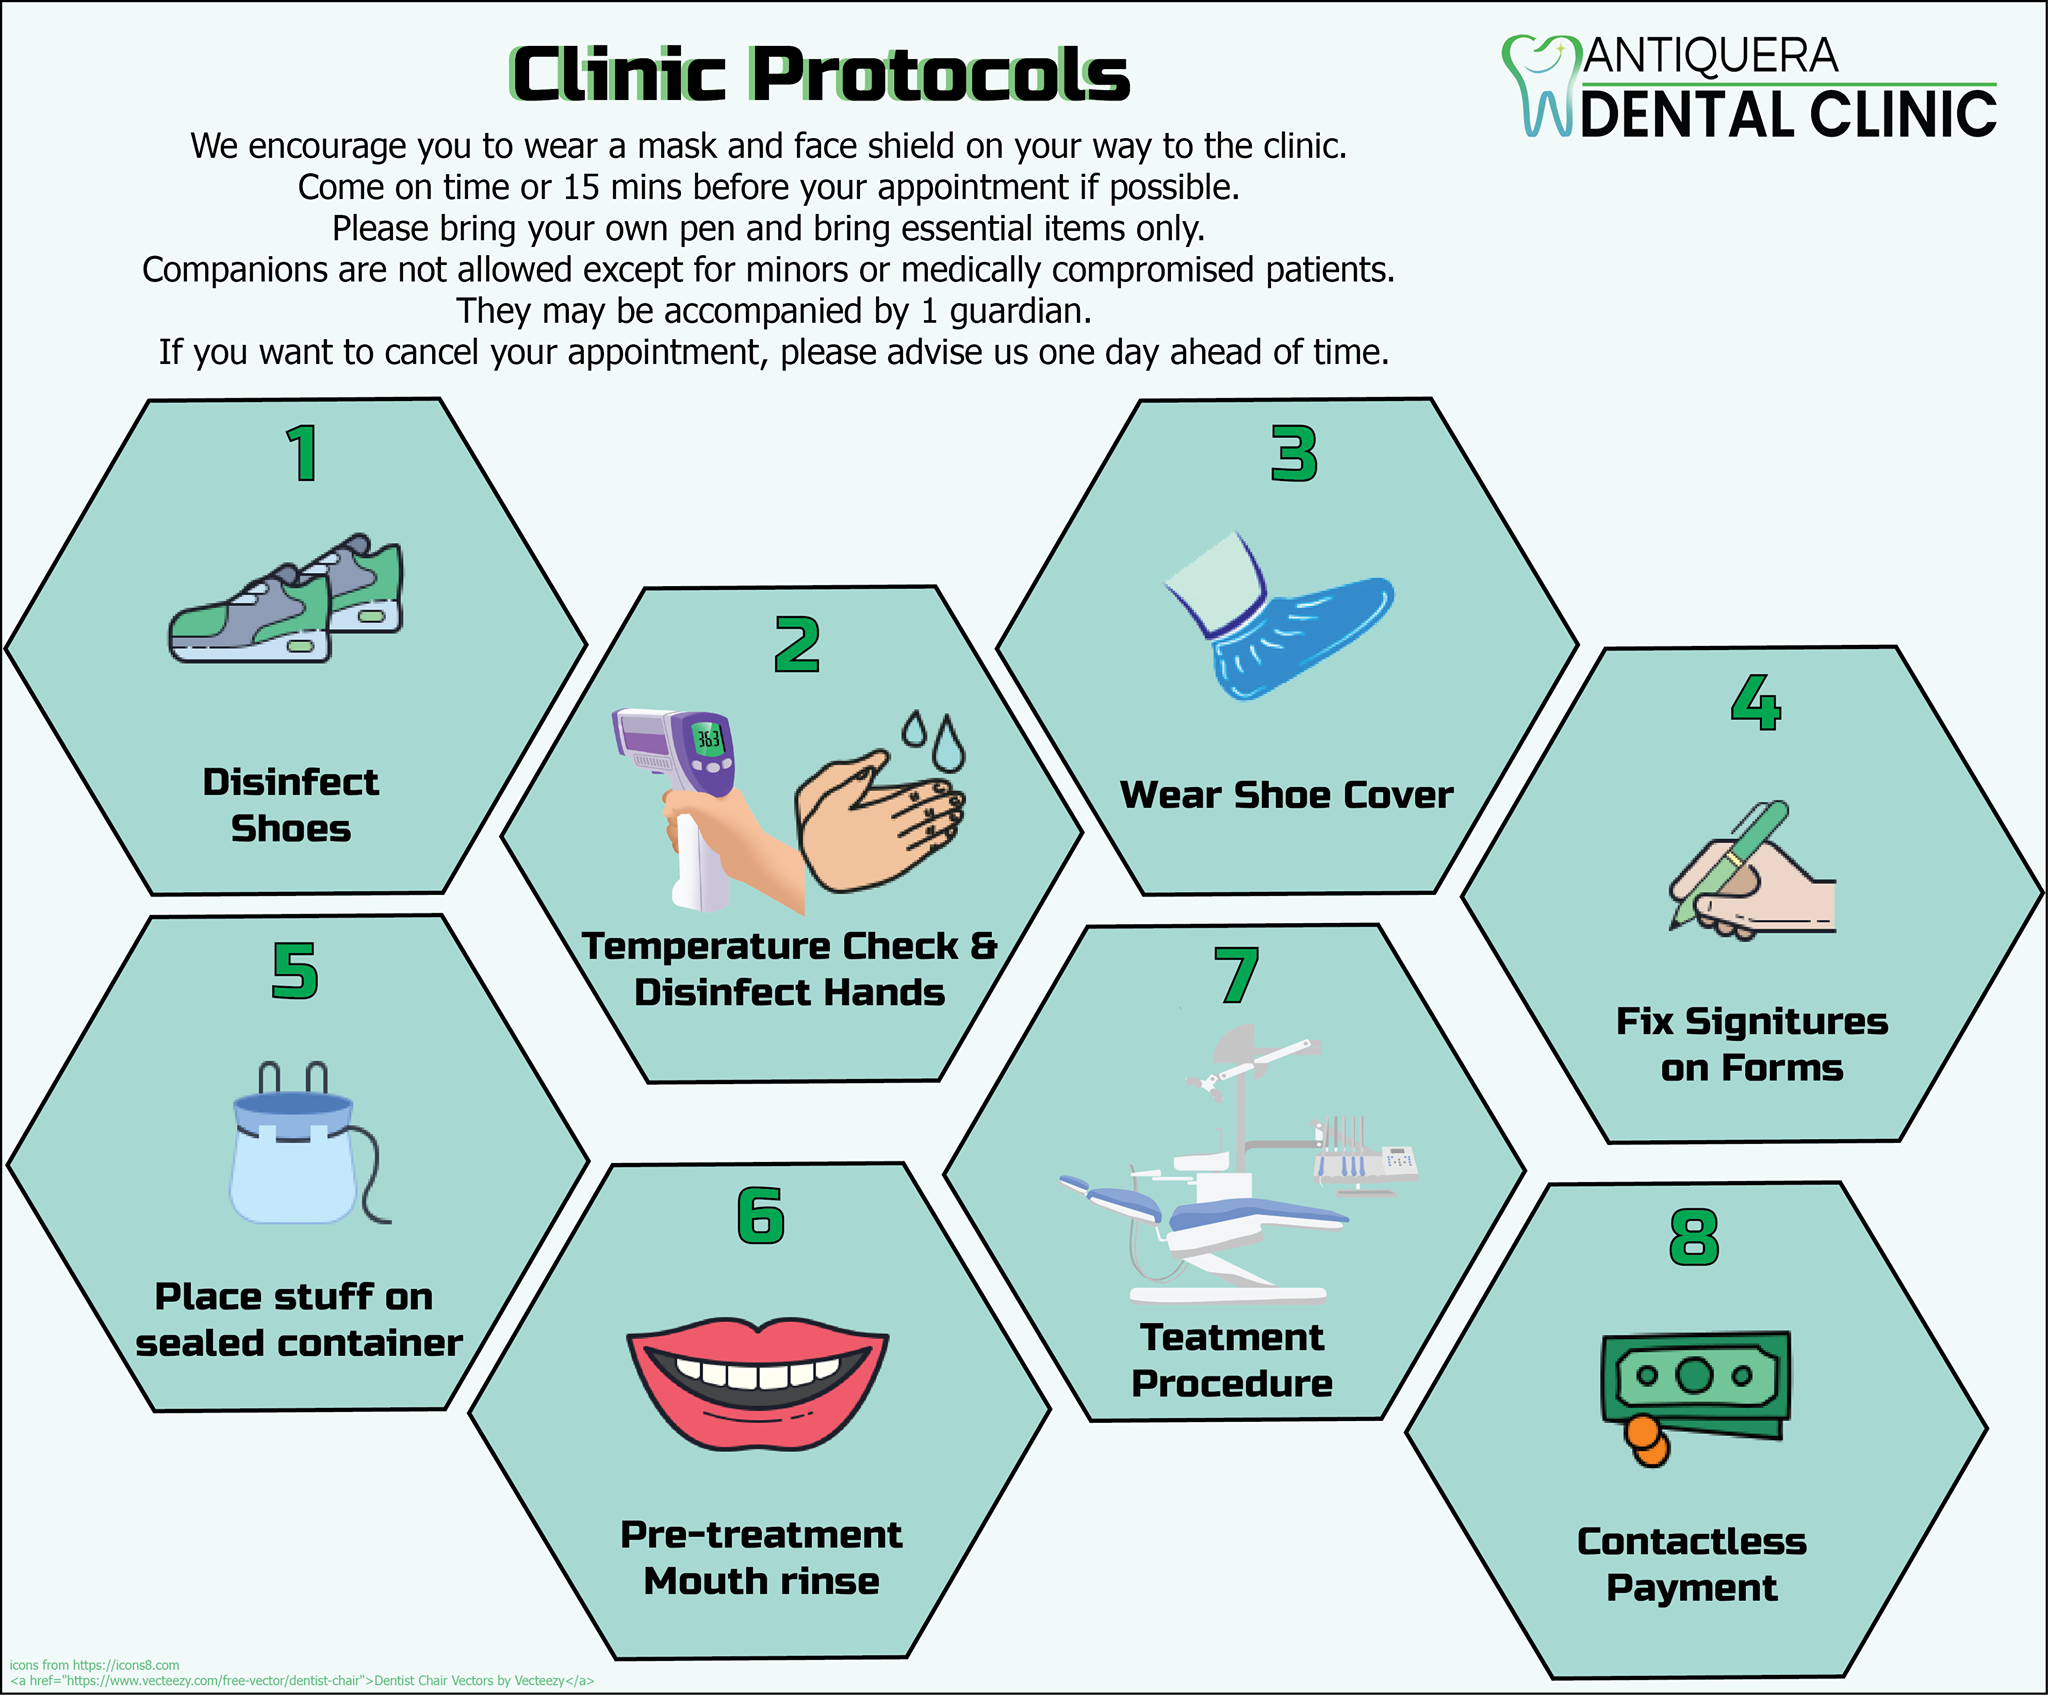 Clinic Protocols
ANTIQUERA
DENTAL CLINIC
We encourage you to wear a mask and face shield on your way to the clinic.
Come on time or 15 mins before your appointment if possible.
Please bring your own pen and bring essential items only.
Companions are not allowed except for minors or medically compromised patients.
They may be accompanied by 1 guardian.
If you want to cancel your appointment, please advise us one day ahead of time.
1
Disinfect
Shoes
2
36.3
Temperature Check &
Disinfect Hands
3
Wear Shoe Cover
4
Fix Signitures
on Forms
5
Place stuff on
sealed container
6
Pre-treatment
Mouth rinse
7
Teatment
Procedure
8
Contactless
Payment
icons from https://icons8.com
<a href="https://www.vecteezy.com/free-vector/dentist-chair">Dentist Chair Vectors by Vecteezy</a>